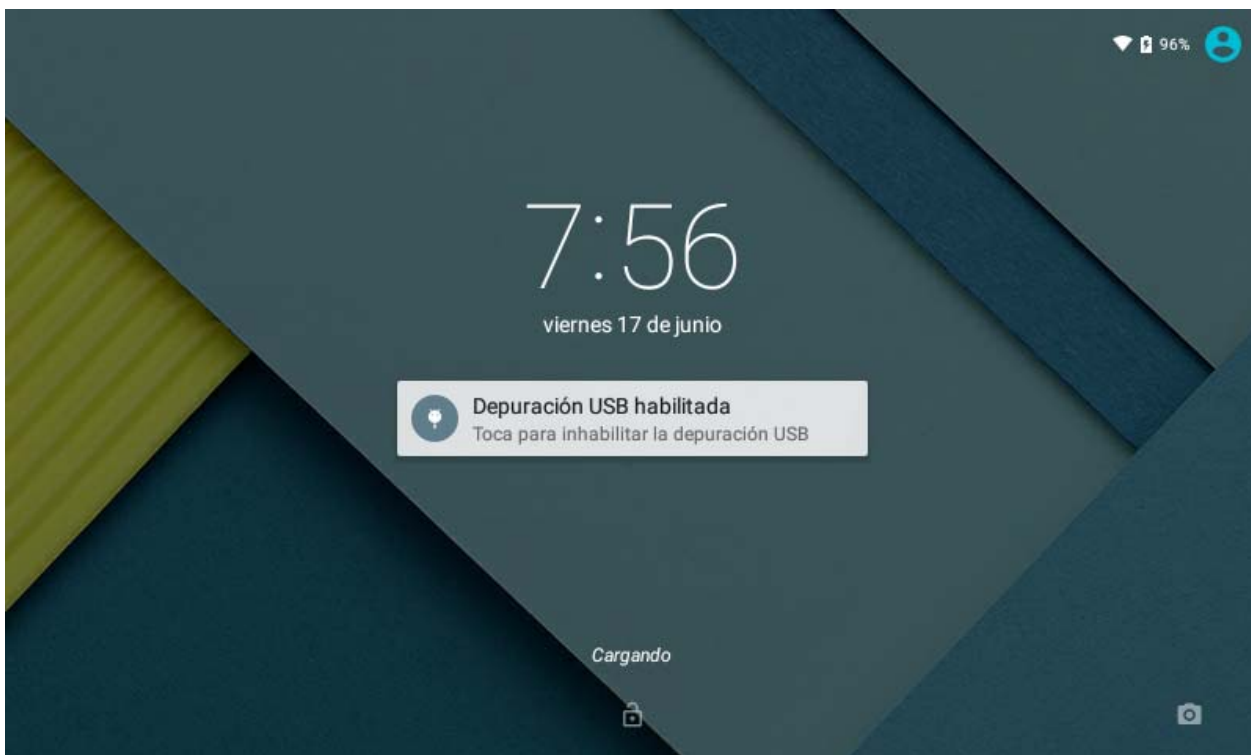 96%
7:56
viernes 17 de junio
Depuración USB habilitada
Toca para inhabilitar la depuración USB
Cargando